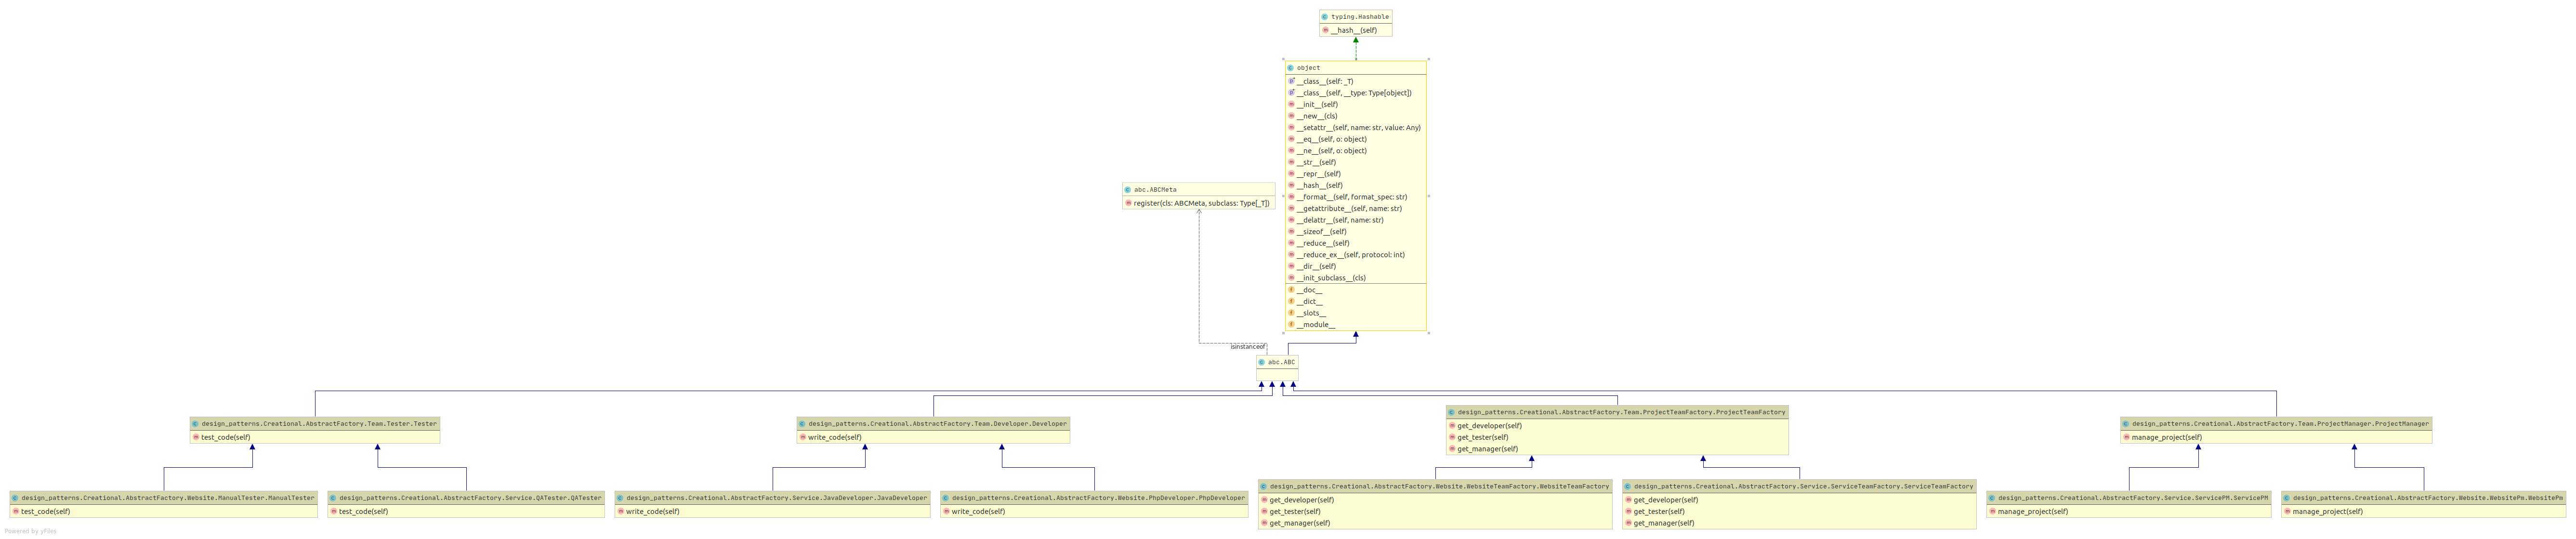 typing.Hashable
__hash__(self)
object
__class__(self: _T)
__class__(self, __type: Type[object])
__init__(self)
__new__(cls)
__setattr__(self, name: str, value: Any)
__eq__(self, o: object)
__ne__(self, o: object)
__str__(self)
__repr__(self)
__hash__(self)
__format__(self, format_spec: str)
__getattribute__(self, name: str)
__delattr__(self, name: str)
__sizeof__(self)
__reduce__(self)
__reduce_ex__(self, protocol: int)
__dir__(self)
__init_subclass__(cls)
__doc__
__dict__
__slots__
__module__
abc.ABCMeta
register(cls: ABCMeta, subclass: Type[_T])
isinstanceof
abc.ABC
design_patterns.Creational.AbstractFactory.Team.Tester.Tester
test_code(self)
design_patterns.Creational.AbstractFactory.Team.Developer.Developer
write_code(self)
design_patterns.Creational.AbstractFactory.Team.ProjectTeamFactory.ProjectTeamFactory
get_developer(self)
get_tester(self)
get_manager(self)
design_patterns.Creational.AbstractFactory.Team.ProjectManager.ProjectManager
manage_project(self)
design_patterns.Creational.AbstractFactory.Website.ManualTester.ManualTester
test_code(self)
design_patterns.Creational.AbstractFactory.Service.QATester.QATester
test_code(self)
design_patterns.Creational.AbstractFactory.Service.JavaDeveloper.JavaDeveloper
write_code(self)
design_patterns.Creational.AbstractFactory.Website.PhpDeveloper.PhpDeveloper
write_code(self)
design_patterns.Creational.AbstractFactory.Website.WebsiteTeamFactory.WebsiteTeamFactory
get_developer(self)
get_tester(self)
get_manager(self)
design_patterns.Creational.AbstractFactory.Service.ServiceTeamFactory.ServiceTeamFactory
get_developer(self)
get_tester(self)
get_manager(self)
design_patterns.Creational.AbstractFactory.Service.ServicePM.ServicePM
manage_project(self)
design_patterns.Creational.AbstractFactory.Website.WebsitePm.WebsitePm
manage_project(self)
Powered by yFiles